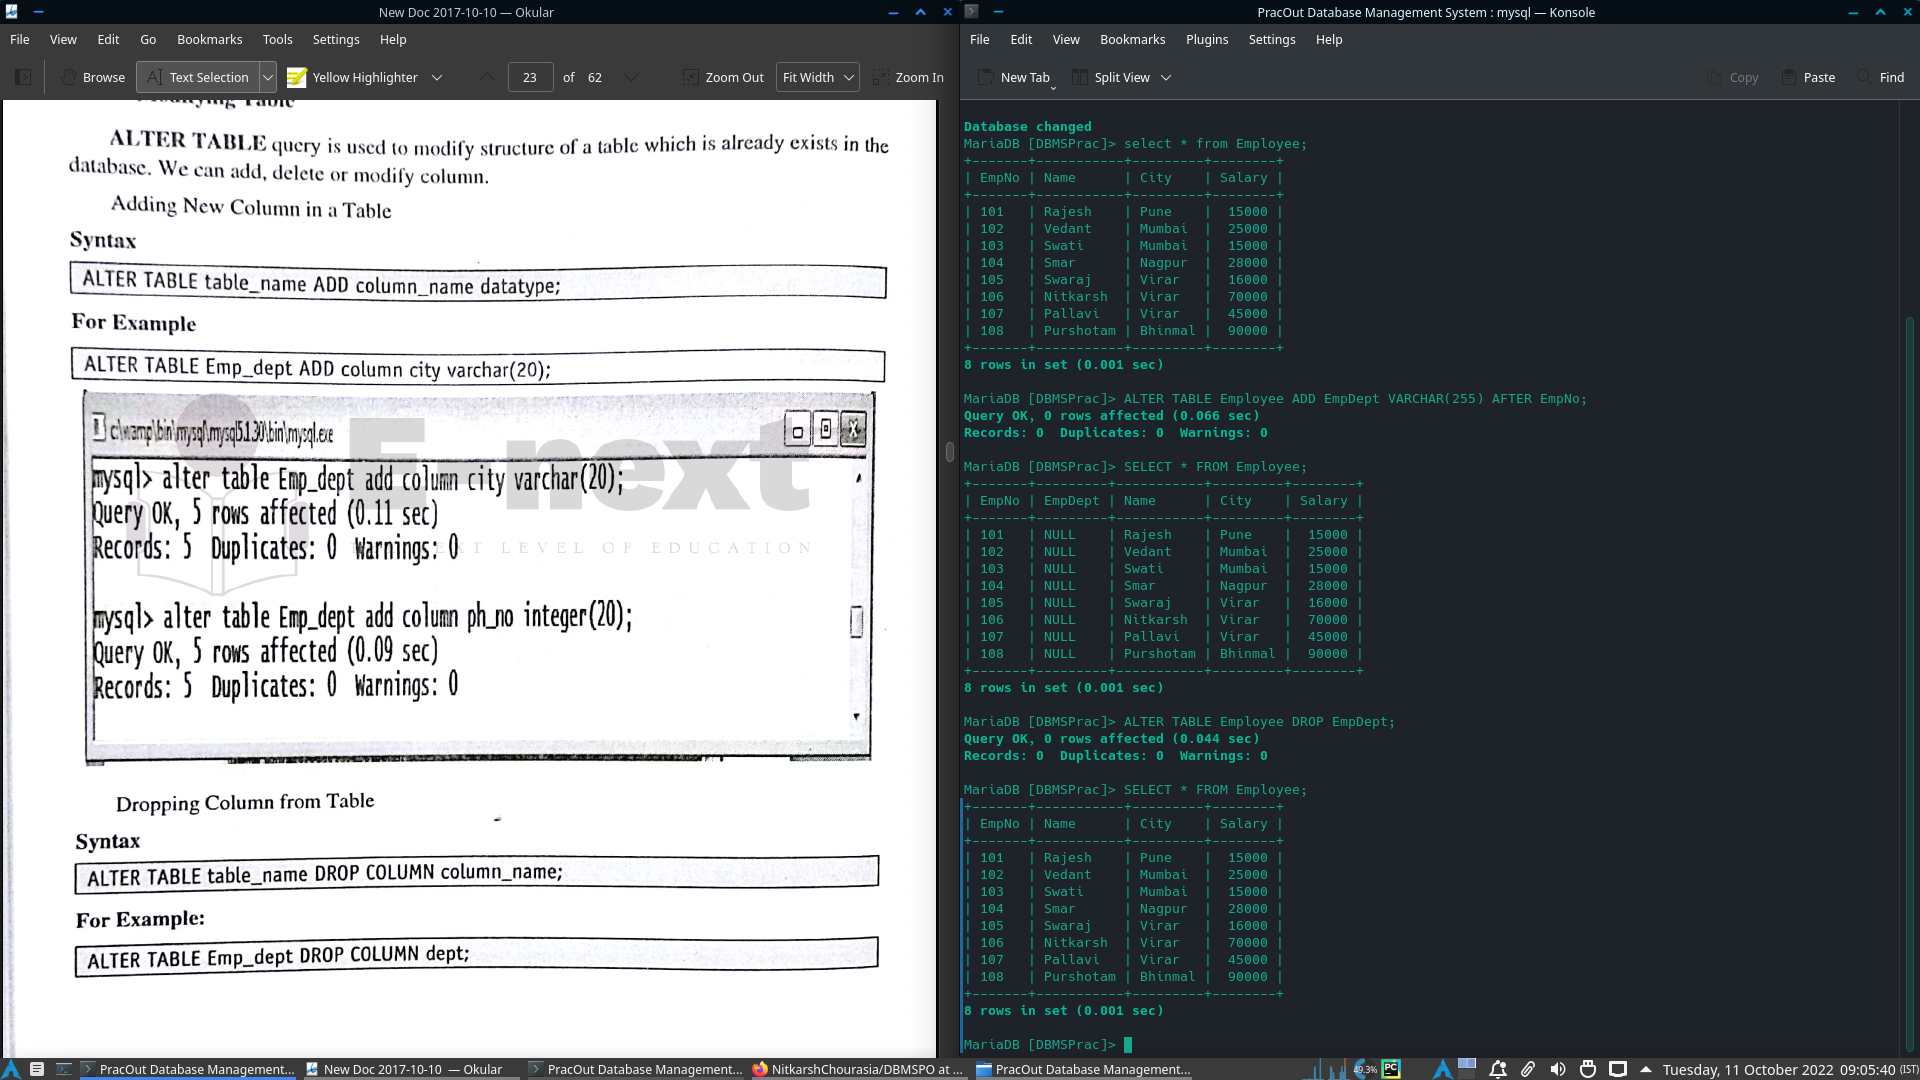 New Doc 2017-10-10 — Okular
File View Edit Go Bookmarks Tools Settings Help
Browse Text Selection Yellow Highlighter 23 of 62 Zoom Out Fit Width Zoom In
Modifying Table
ALTER TABLE query is used to modify structure of a table which is already exists in the
database. We can add, delete or modify column.
Adding New Column in a Table
Syntax
ALTER TABLE table_name ADD column_name datatype;
For Example
ALTER TABLE Emp_dept ADD column city varchar(20);
c:\wamp\bin\mysql\mysql5.1.30\bin\mysql.exe
E-next
EXT LEVEL OF EDUCATION
mysql> alter table Emp_dept add column city varchar(20);
Query OK, 5 rows affected (0.11 sec)
Records: 5 Duplicates: 0 Warnings: 0
mysql> alter table Emp_dept add column ph_no integer(20);
Query OK, 5 rows affected (0.09 sec)
Records: 5 Duplicates: 0 Warnings: 0
Dropping Column from Table
Syntax
ALTER TABLE table_name DROP COLUMN column_name;
For Example:
ALTER TABLE Emp_dept DROP COLUMN dept;
PracOut Database Management System : mysql — Konsole
File Edit View Bookmarks Plugins Settings Help
New Tab Split View Copy Paste Find
Database changed
MariaDB [DBMSPrac]> select * from Employee;
+-------+-----------+---------+--------+
| EmpNo | Name      | City    | Salary |
+-------+-----------+---------+--------+
| 101   | Rajesh    | Pune    |  15000 |
| 102   | Vedant    | Mumbai  |  25000 |
| 103   | Swati     | Mumbai  |  15000 |
| 104   | Smar      | Nagpur  |  28000 |
| 105   | Swaraj    | Virar   |  16000 |
| 106   | Nitkarsh  | Virar   |  70000 |
| 107   | Pallavi   | Virar   |  45000 |
| 108   | Purshotam | Bhinmal |  90000 |
+-------+-----------+---------+--------+
8 rows in set (0.001 sec)
MariaDB [DBMSPrac]> ALTER TABLE Employee ADD EmpDept VARCHAR(255) AFTER EmpNo;
Query OK, 0 rows affected (0.066 sec)
Records: 0  Duplicates: 0  Warnings: 0
MariaDB [DBMSPrac]> SELECT * FROM Employee;
+-------+---------+-----------+---------+--------+
| EmpNo | EmpDept | Name      | City    | Salary |
+-------+---------+-----------+---------+--------+
| 101   | NULL    | Rajesh    | Pune    |  15000 |
| 102   | NULL    | Vedant    | Mumbai  |  25000 |
| 103   | NULL    | Swati     | Mumbai  |  15000 |
| 104   | NULL    | Smar      | Nagpur  |  28000 |
| 105   | NULL    | Swaraj    | Virar   |  16000 |
| 106   | NULL    | Nitkarsh  | Virar   |  70000 |
| 107   | NULL    | Pallavi   | Virar   |  45000 |
| 108   | NULL    | Purshotam | Bhinmal |  90000 |
+-------+---------+-----------+---------+--------+
8 rows in set (0.001 sec)
MariaDB [DBMSPrac]> ALTER TABLE Employee DROP EmpDept;
Query OK, 0 rows affected (0.044 sec)
Records: 0  Duplicates: 0  Warnings: 0
MariaDB [DBMSPrac]> SELECT * FROM Employee;
+-------+-----------+---------+--------+
| EmpNo | Name      | City    | Salary |
+-------+-----------+---------+--------+
| 101   | Rajesh    | Pune    |  15000 |
| 102   | Vedant    | Mumbai  |  25000 |
| 103   | Swati     | Mumbai  |  15000 |
| 104   | Smar      | Nagpur  |  28000 |
| 105   | Swaraj    | Virar   |  16000 |
| 106   | Nitkarsh  | Virar   |  70000 |
| 107   | Pallavi   | Virar   |  45000 |
| 108   | Purshotam | Bhinmal |  90000 |
+-------+-----------+---------+--------+
8 rows in set (0.001 sec)
MariaDB [DBMSPrac]>
PracOut Database Management... New Doc 2017-10-10 — Okular PracOut Database Management... NitkarshChourasia/DBMSPO at ... PracOut Database Management... 49.3% PC Tuesday, 11 October 2022 09:05:40 (IST)